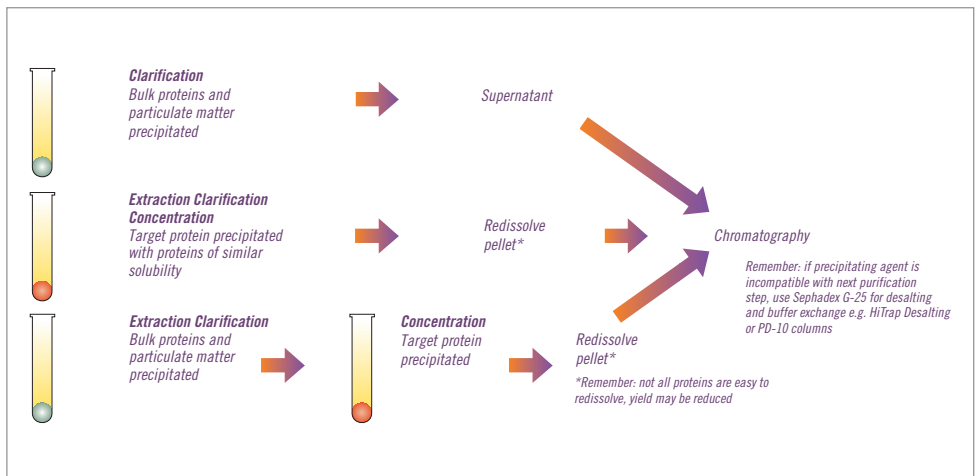 Clarification
Bulk proteins and
particulate matter
precipitated
Supernatant
Extraction Clarification
Concentration
Target protein precipitated
with proteins of similar
solubility
Redissolve
pellet*
Chromatography
Remember: if precipitating agent is
incompatible with next purification
step, use Sephadex G-25 for desalting
and buffer exchange e.g. HiTrap Desalting
or PD-10 columns
Extraction Clarification
Bulk proteins and
particulate matter
precipitated
Concentration
Target protein
precipitated
Redissolve
pellet*
*Remember: not all proteins are easy to
redissolve, yield may be reduced